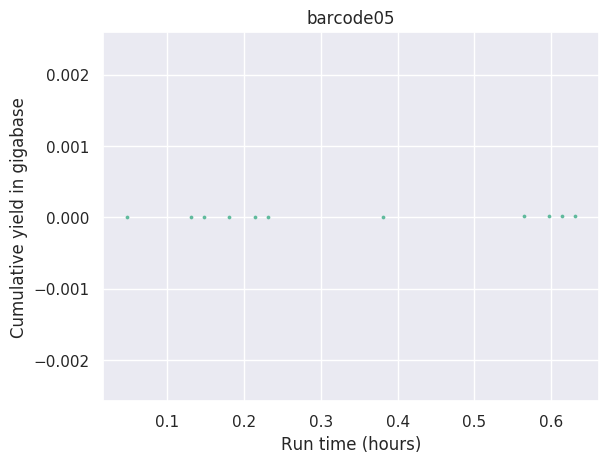 barcode05
Cumulative yield in gigabase
0.002
0.001
0.000
−0.001
−0.002
0.1 0.2 0.3 0.4 0.5 0.6
Run time (hours)